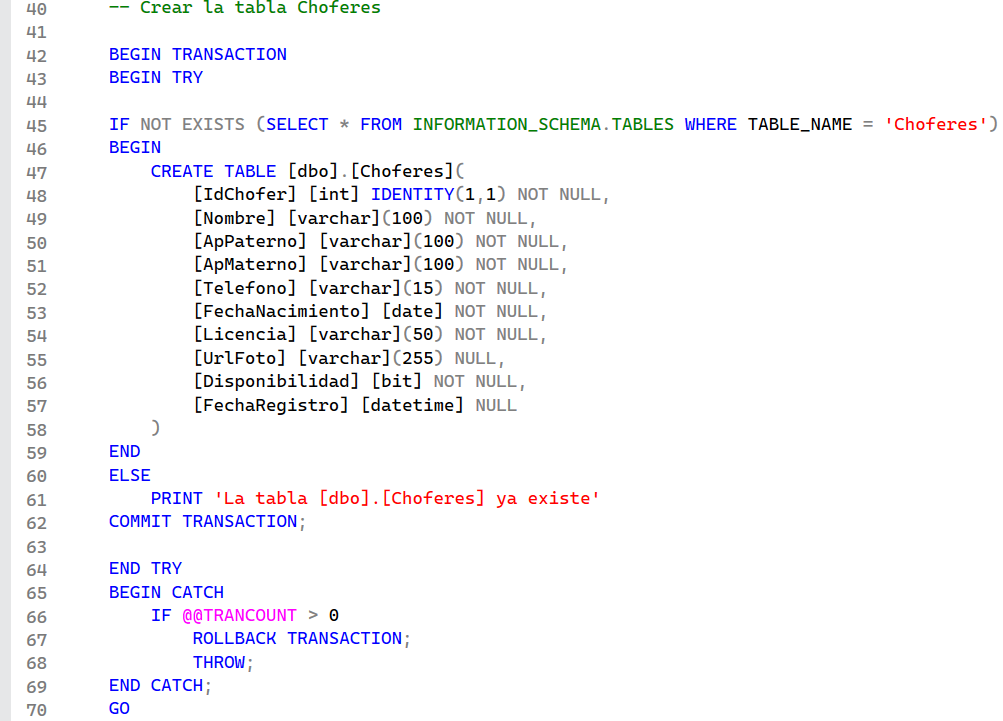 40 -- Crear la tabla Choferes
41
42 BEGIN TRANSACTION
43 BEGIN TRY
44
45 IF NOT EXISTS (SELECT * FROM INFORMATION_SCHEMA.TABLES WHERE TABLE_NAME = 'Choferes')
46 BEGIN
47 CREATE TABLE [dbo].[Choferes](
48 [IdChofer] [int] IDENTITY(1,1) NOT NULL,
49 [Nombre] [varchar](100) NOT NULL,
50 [ApPaterno] [varchar](100) NOT NULL,
51 [ApMaterno] [varchar](100) NOT NULL,
52 [Telefono] [varchar](15) NOT NULL,
53 [FechaNacimiento] [date] NOT NULL,
54 [Licencia] [varchar](50) NOT NULL,
55 [UrlFoto] [varchar](255) NULL,
56 [Disponibilidad] [bit] NOT NULL,
57 [FechaRegistro] [datetime] NULL
58 )
59 END
60 ELSE
61 PRINT 'La tabla [dbo].[Choferes] ya existe'
62 COMMIT TRANSACTION;
63
64 END TRY
65 BEGIN CATCH
66 IF @@TRANCOUNT > 0
67 ROLLBACK TRANSACTION;
68 THROW;
69 END CATCH;
70 GO